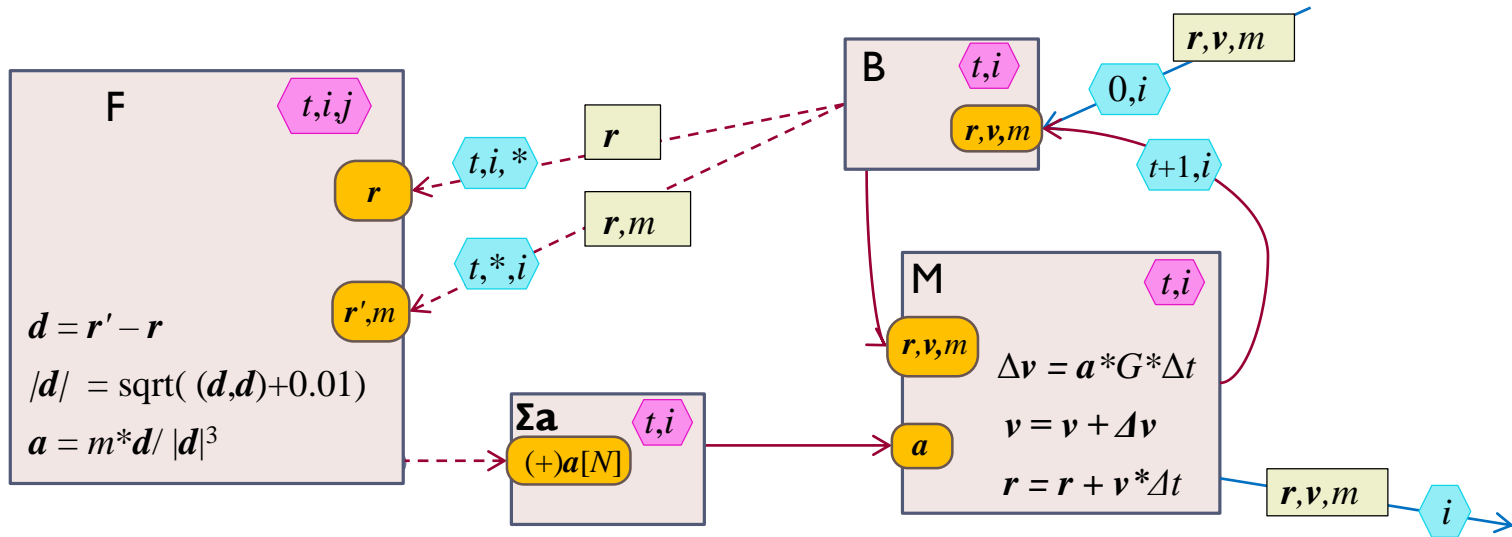 F
t,i,j
r
r',m
d = r' – r
|d| = sqrt( (d,d)+0.01)
a = m*d/ |d|³
t,i,*
r
t,*,i
r,m
B
t,i
r,v,m
0,i
r,v,m
t+1,i
Σa
t,i
(+)a[N]
M
t,i
r,v,m
a
Δv = a*G*Δt
v = v + Δv
r = r + v*Δt
r,v,m
i